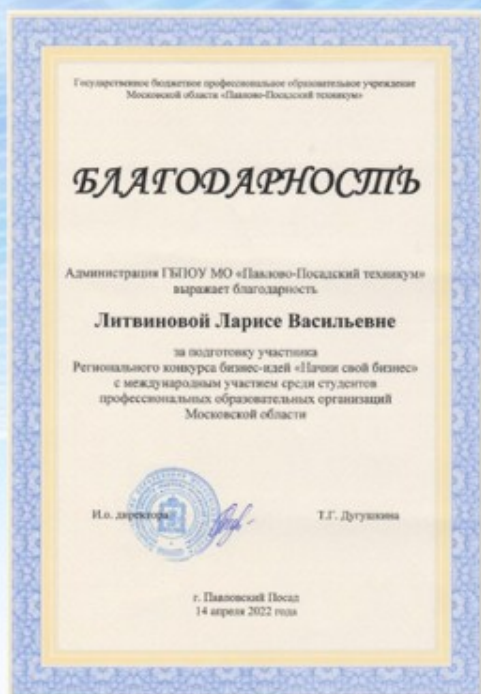 Государственное бюджетное профессиональное образовательное учреждение
Московской области «Павлово-Посадский техникум»
БЛАГОДАРНОСТЬ
Администрация ГБПОУ МО «Павлово-Посадский техникум»
выражает благодарность
Литвиновой Ларисе Васильевне
за подготовку участника
Регионального конкурса бизнес-идей «Начни свой бизнес»
с международным участием среди студентов
профессиональных образовательных организаций
Московской области
И.о. директора Т.Г. Дугушкина
г. Павловский Посад
14 апреля 2022 года